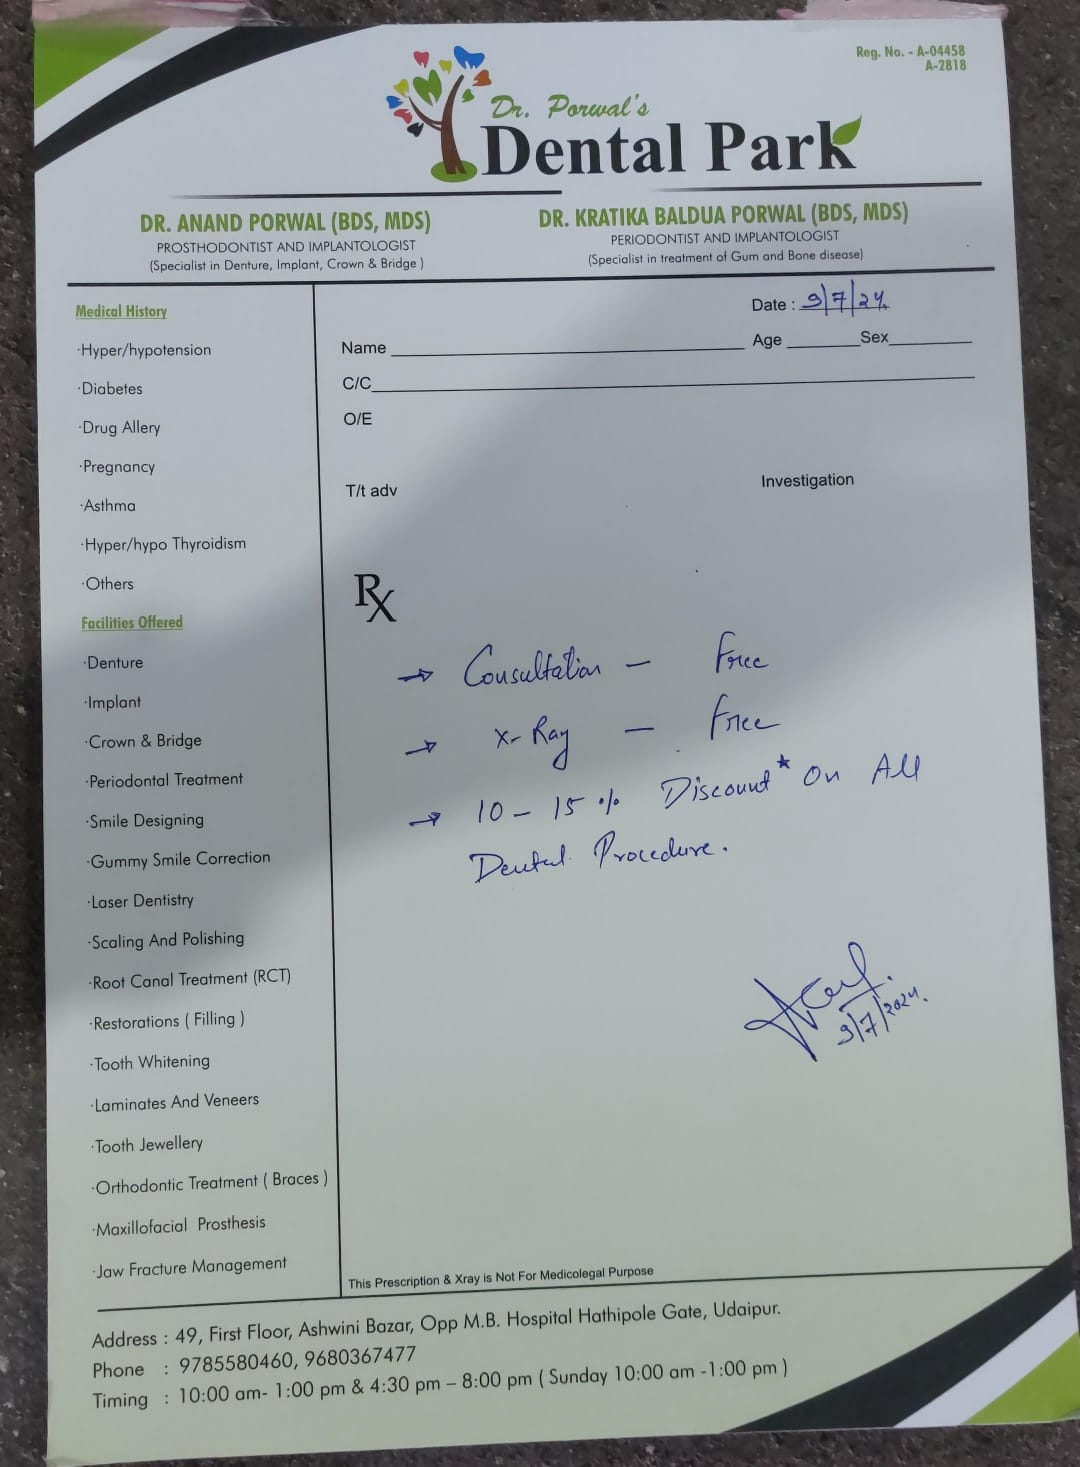 Reg. No. - A-04458
A-2818
Dr. Porwal's
Dental Park
DR. ANAND PORWAL (BDS, MDS)
PROSTHODONTIST AND IMPLANTOLOGIST
(Specialist in Denture, Implant, Crown & Bridge )
DR. KRATIKA BALDUA PORWAL (BDS, MDS)
PERIODONTIST AND IMPLANTOLOGIST
(Specialist in treatment of Gum and Bone disease)
Medical History
·Hyper/hypotension
·Diabetes
·Drug Allery
·Pregnancy
·Asthma
·Hyper/hypo Thyroidism
·Others
Facilities Offered
·Denture
·Implant
·Crown & Bridge
·Periodontal Treatment
·Smile Designing
·Gummy Smile Correction
·Laser Dentistry
·Scaling And Polishing
·Root Canal Treatment (RCT)
·Restorations ( Filling )
·Tooth Whitening
·Laminates And Veneers
·Tooth Jewellery
·Orthodontic Treatment ( Braces )
·Maxillofacial Prosthesis
·Jaw Fracture Management
Date : 9/7/24
Name Age Sex
C/C
O/E
T/t adv Investigation
Rx
→ Consultation - Free
→ X-Ray - Free
→ 10 - 15 % Discount* On All
Dental Procedure.
9/7/2024.
This Prescription & Xray is Not For Medicolegal Purpose
Address : 49, First Floor, Ashwini Bazar, Opp M.B. Hospital Hathipole Gate, Udaipur.
Phone : 9785580460, 9680367477
Timing : 10:00 am- 1:00 pm & 4:30 pm – 8:00 pm ( Sunday 10:00 am -1:00 pm )